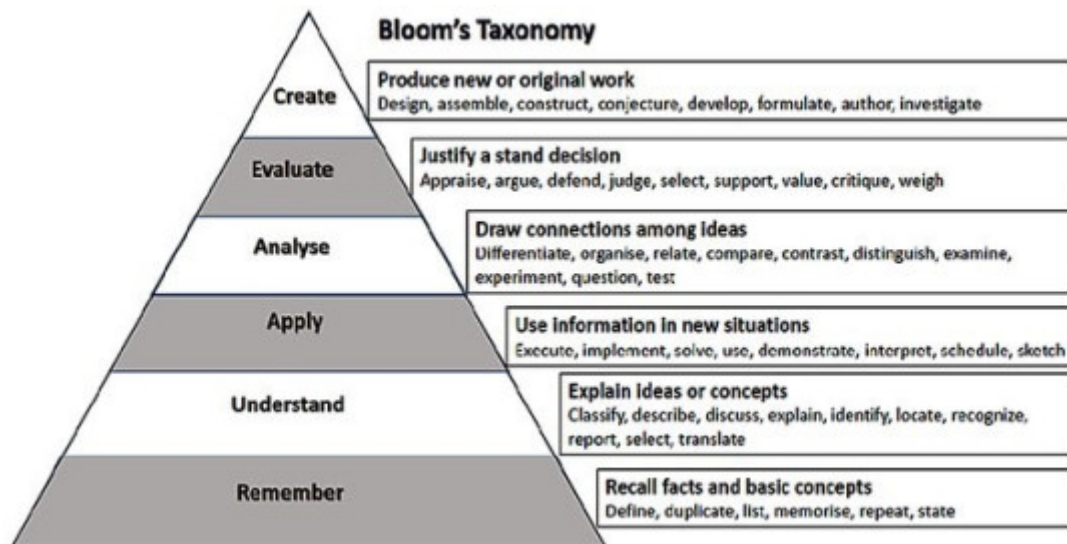 Bloom's Taxonomy
Create
Produce new or original work
Design, assemble, construct, conjecture, develop, formulate, author, investigate
Evaluate
Justify a stand decision
Appraise, argue, defend, judge, select, support, value, critique, weigh
Analyse
Draw connections among ideas
Differentiate, organise, relate, compare, contrast, distinguish, examine,
experiment, question, test
Apply
Use information in new situations
Execute, implement, solve, use, demonstrate, interpret, schedule, sketch
Understand
Explain ideas or concepts
Classify, describe, discuss, explain, identify, locate, recognize,
report, select, translate
Remember
Recall facts and basic concepts
Define, duplicate, list, memorise, repeat, state